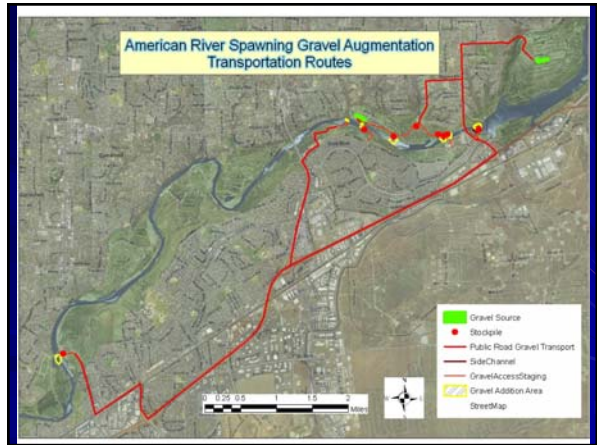 American River Spawning Gravel Augmentation
Transportation Routes
0 0.25 0.5 1 1.5 2
Miles
Gravel Source
Stockpile
Public Road Gravel Transport
SideChannel
GravelAccessStaging
Gravel Addition Area
StreetMap